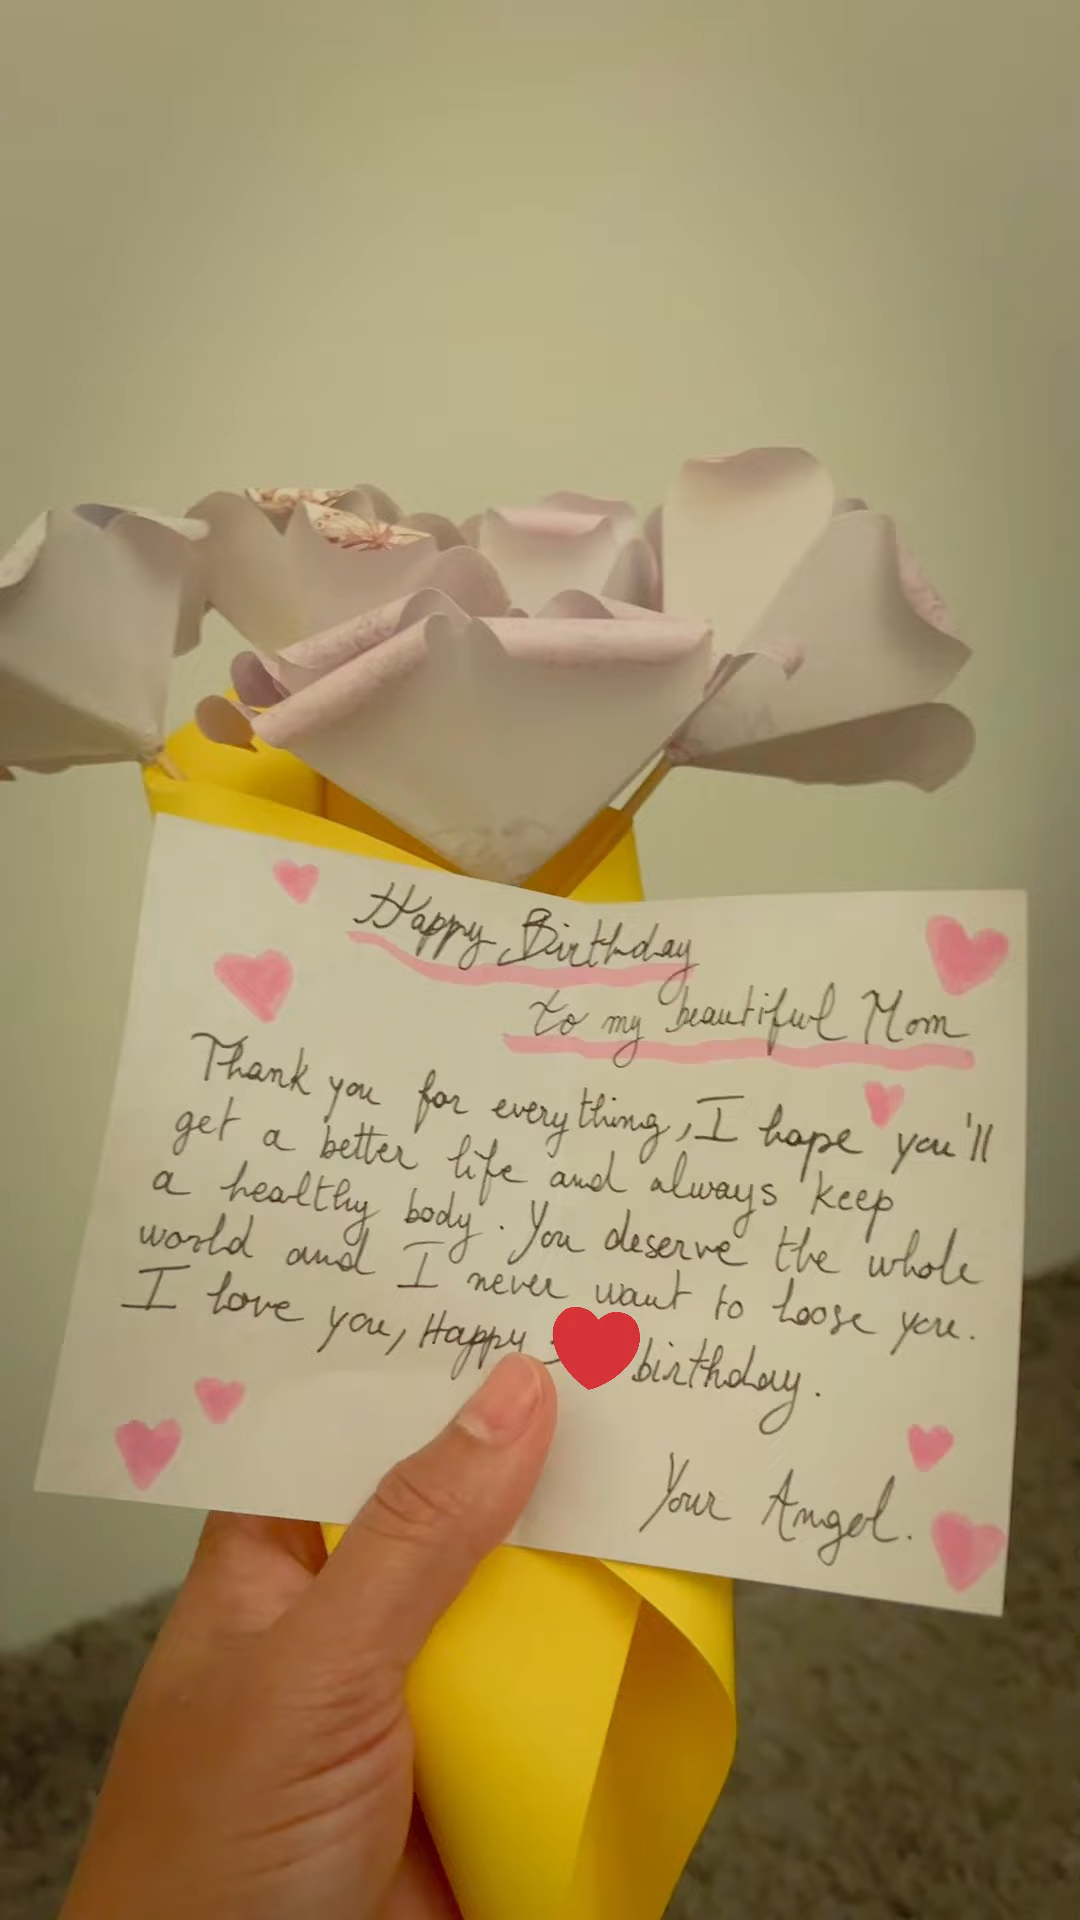 Happy Birthday
to my beautiful Mom
Thank you for everything, I hope you'll
get a better life and always keep
a healthy body. You deserve the whole
world and I never want to loose you.
I love you, Happy birthday.
Your Angel.